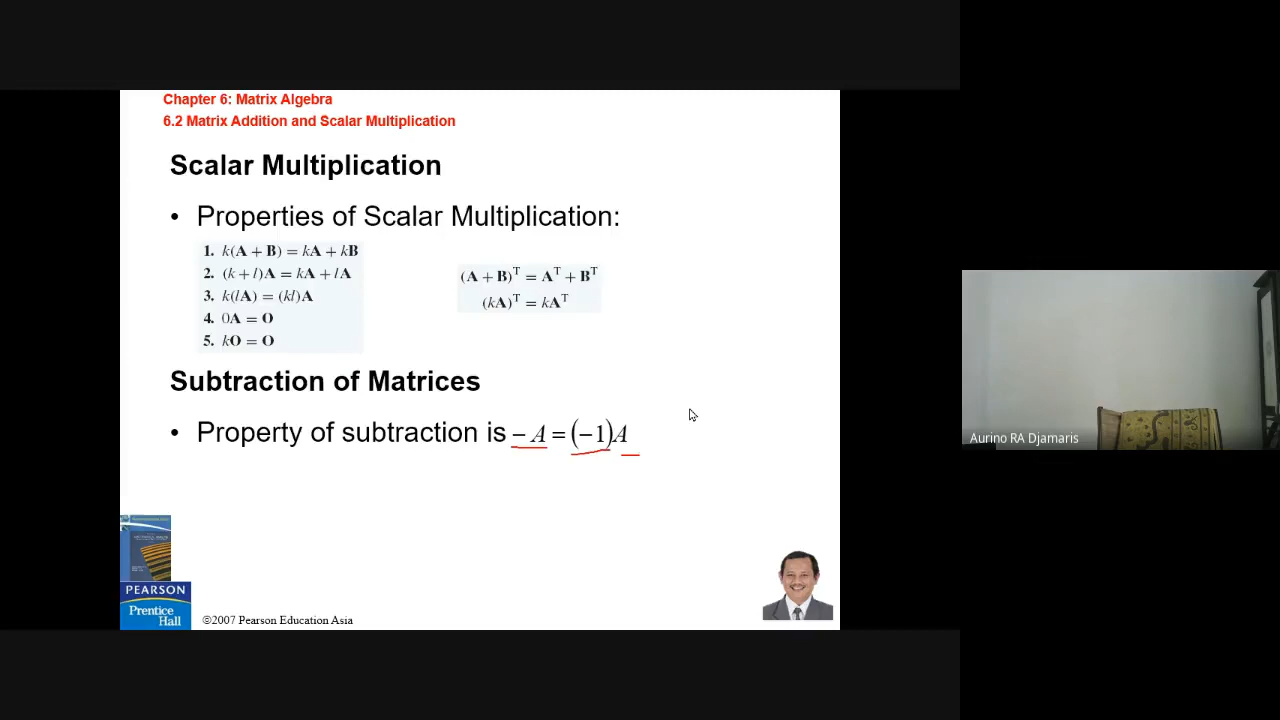 Chapter 6: Matrix Algebra
6.2 Matrix Addition and Scalar Multiplication
Scalar Multiplication
• Properties of Scalar Multiplication:
1. k(A + B) = kA + kB
2. (k + l)A = kA + lA
3. k(lA) = (kl)A
4. 0A = O
5. kO = O
(A + B)ᵀ = Aᵀ + Bᵀ
(kA)ᵀ = kAᵀ
Subtraction of Matrices
• Property of subtraction is − A = (−1)A
PEARSON
Prentice
Hall
©2007 Pearson Education Asia
Aurino RA Djamaris